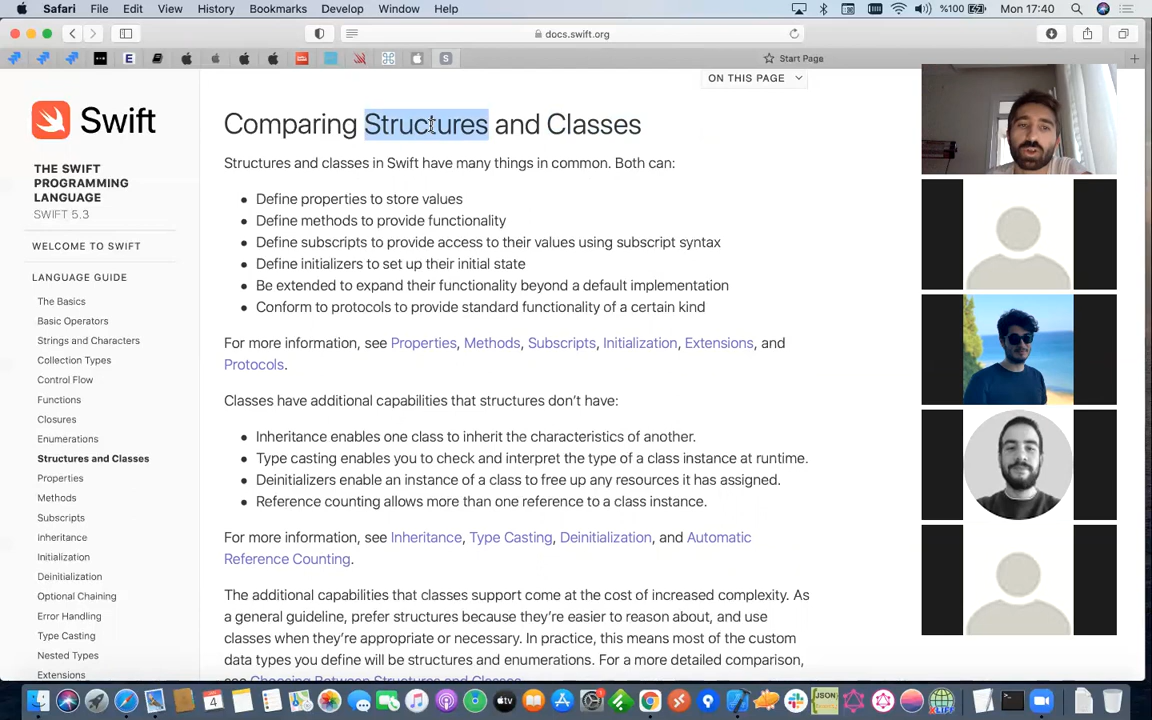 Safari File Edit View History Bookmarks Develop Window Help %100 Mon 17:40
docs.swift.org
E S Start Page
ON THIS PAGE
Swift
THE SWIFT
PROGRAMMING
LANGUAGE
SWIFT 5.3
WELCOME TO SWIFT
LANGUAGE GUIDE
The Basics
Basic Operators
Strings and Characters
Collection Types
Control Flow
Functions
Closures
Enumerations
Structures and Classes
Properties
Methods
Subscripts
Inheritance
Initialization
Deinitialization
Optional Chaining
Error Handling
Type Casting
Nested Types
Extensions
Comparing Structures and Classes
Structures and classes in Swift have many things in common. Both can:
• Define properties to store values
• Define methods to provide functionality
• Define subscripts to provide access to their values using subscript syntax
• Define initializers to set up their initial state
• Be extended to expand their functionality beyond a default implementation
• Conform to protocols to provide standard functionality of a certain kind
For more information, see Properties, Methods, Subscripts, Initialization, Extensions, and
Protocols.
Classes have additional capabilities that structures don’t have:
• Inheritance enables one class to inherit the characteristics of another.
• Type casting enables you to check and interpret the type of a class instance at runtime.
• Deinitializers enable an instance of a class to free up any resources it has assigned.
• Reference counting allows more than one reference to a class instance.
For more information, see Inheritance, Type Casting, Deinitialization, and Automatic
Reference Counting.
The additional capabilities that classes support come at the cost of increased complexity. As
a general guideline, prefer structures because they’re easier to reason about, and use
classes when they’re appropriate or necessary. In practice, this means most of the custom
data types you define will be structures and enumerations. For a more detailed comparison,
see Choosing Between Structures and Classes.
4
tv
JSON